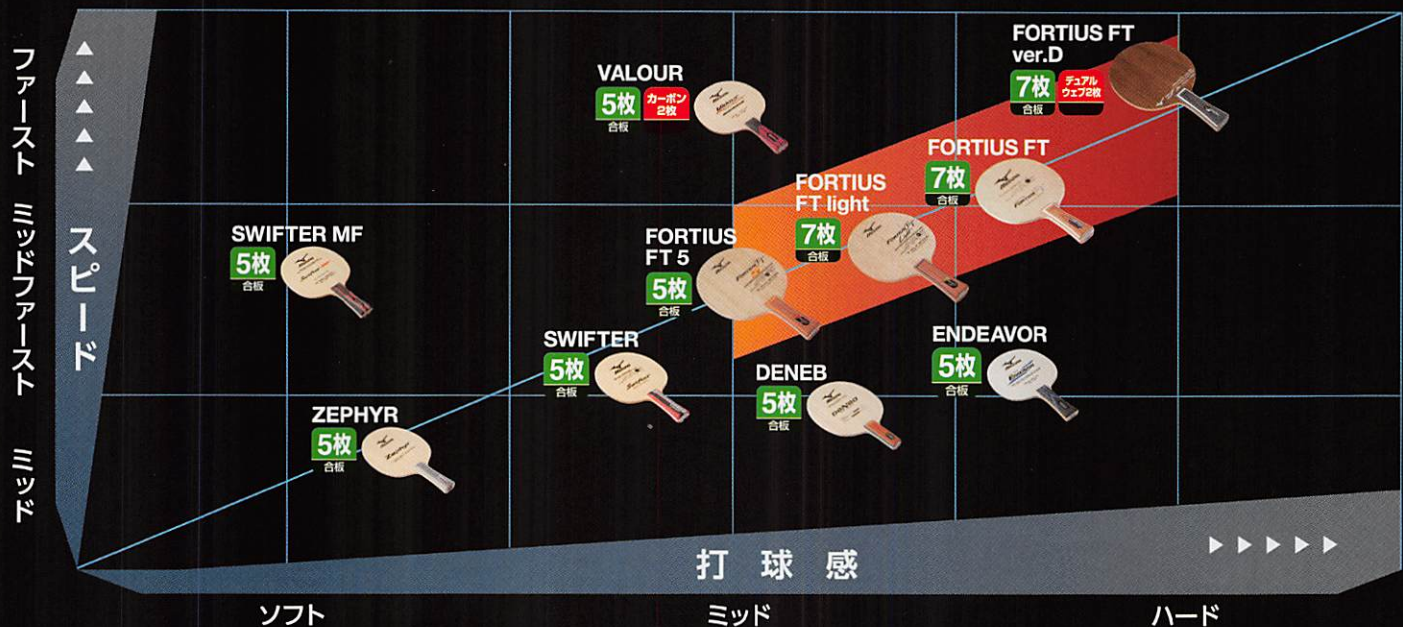 ファースト
ミッドファースト
ミッド
スピード
VALOUR
5枚
合板
カーボン
2枚
FORTIUS FT
ver.D
7枚
合板
デュアル
ウェブ2枚
FORTIUS FT
7枚
合板
FORTIUS
FT light
7枚
合板
SWIFTER MF
5枚
合板
FORTIUS
FT 5
5枚
合板
SWIFTER
5枚
合板
DENEB
5枚
合板
ENDEAVOR
5枚
合板
ZEPHYR
5枚
合板
打球感
ソフト
ミッド
ハード